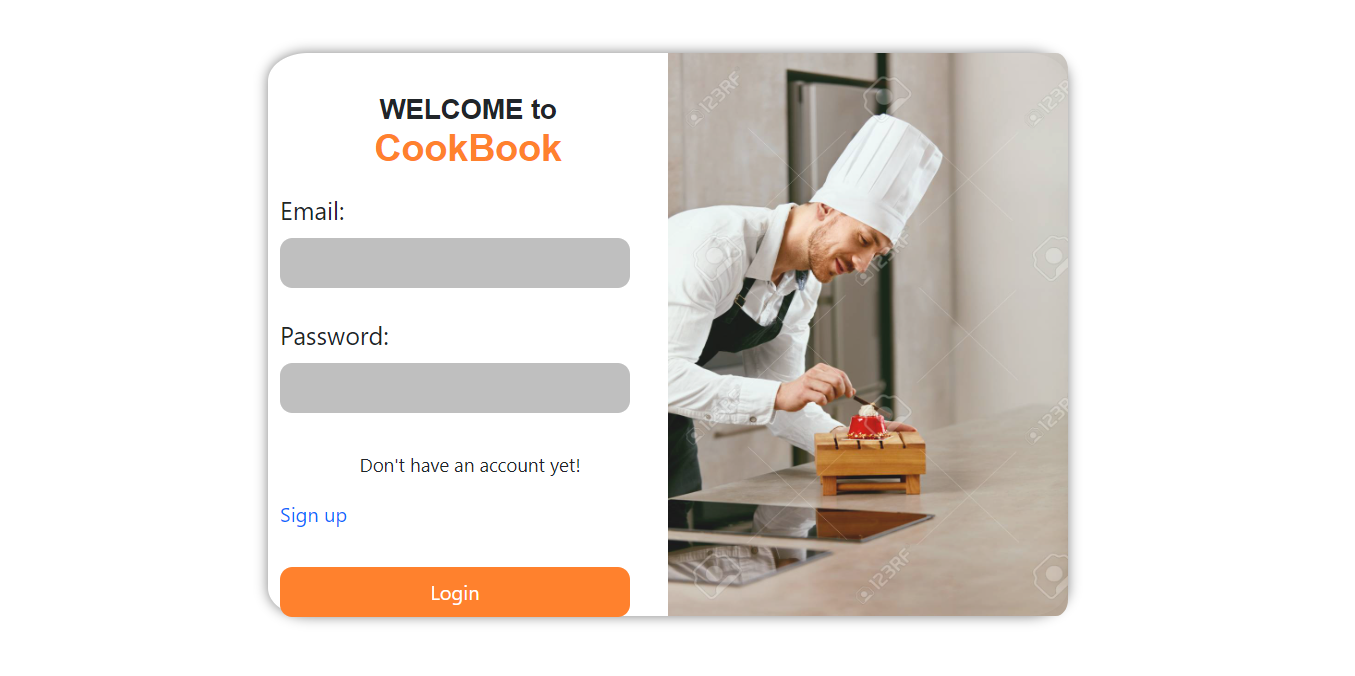 WELCOME to
CookBook
Email:
Password:
Don't have an account yet!
Sign up
Login
123RF
123RF
123RF
123RF
123RF
123RF